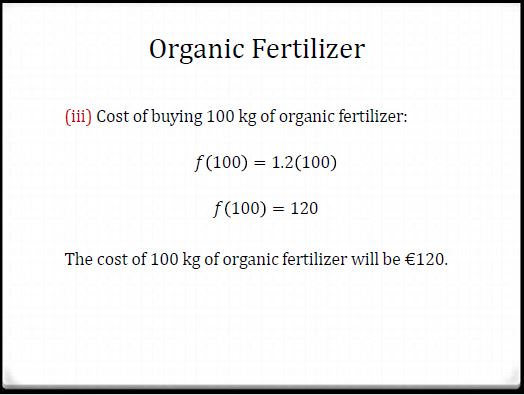 Organic Fertilizer
(iii) Cost of buying 100 kg of organic fertilizer:
f(100) = 1.2(100)
f(100) = 120
The cost of 100 kg of organic fertilizer will be €120.